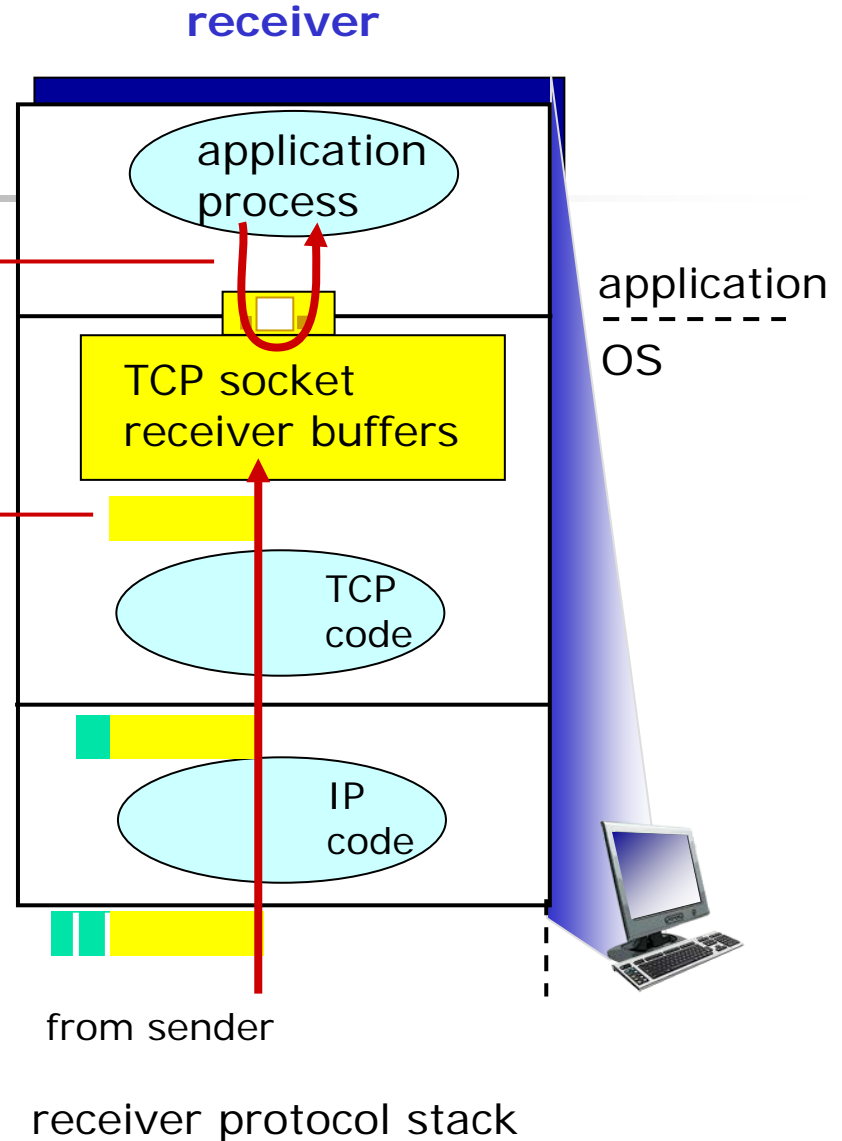 receiver
application
process
application
OS
TCP socket
receiver buffers
TCP
code
IP
code
from sender
receiver protocol stack